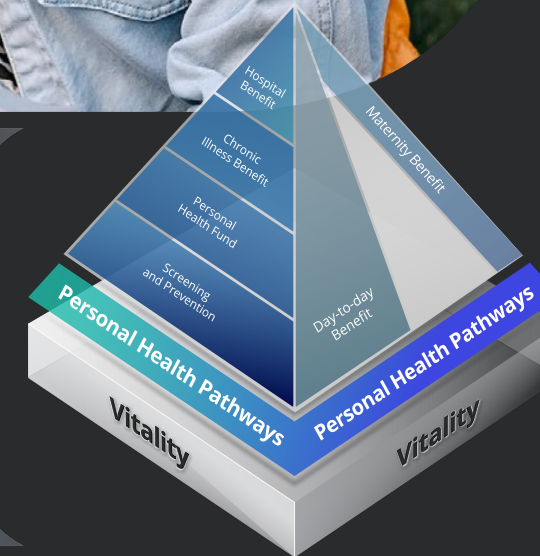 Hospital
Benefit
Chronic
Illness Benefit
Personal
Health Fund
Screening
and Prevention
Maternity Benefit
Day-to-day
Benefit
Personal Health Pathways
Personal Health Pathways
Vitality
Vitality